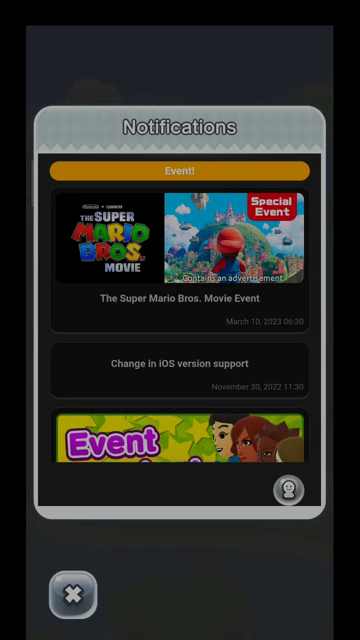 Notifications
Event!
Nintendo • ILLUMINATION
THE SUPER
MARIO
BROS.
MOVIE
Special
Event
Contains an advertisement
The Super Mario Bros. Movie Event
March 10, 2023 06:30
Change in iOS version support
November 30, 2022 11:30
Event